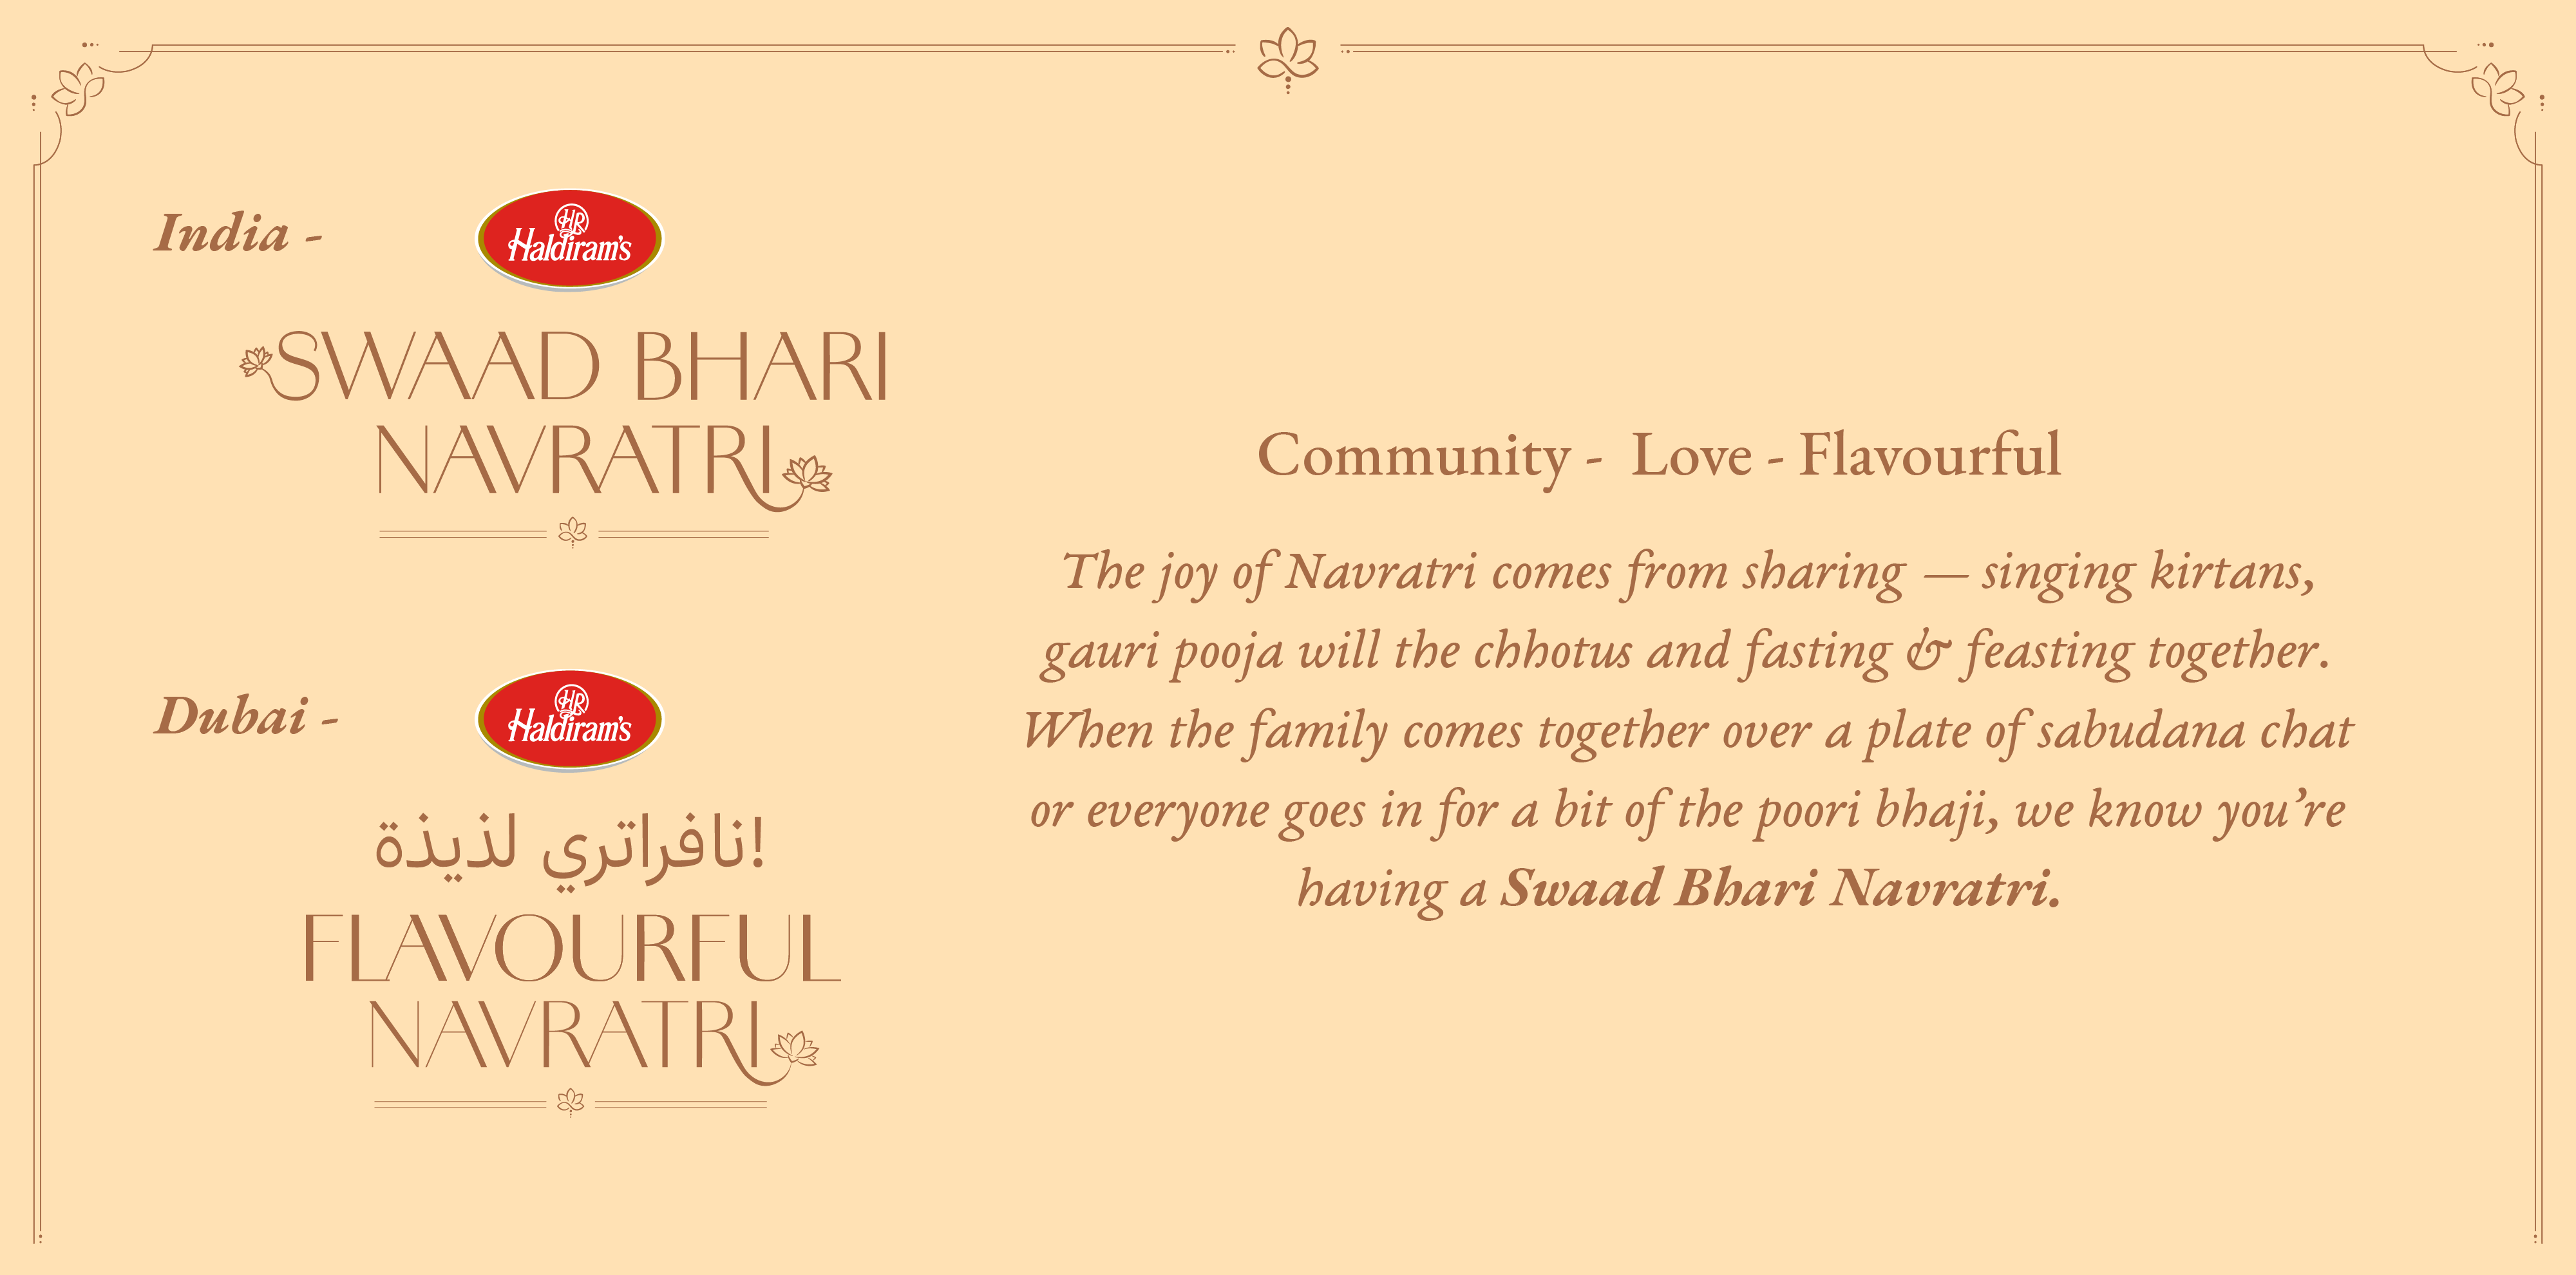 India -
HR
Haldiram's
SWAAD BHARI
NAVRATRI
Dubai -
HR
Haldiram's
نافراتري لذيذة!
FLAVOURFUL
NAVRATRI
Community - Love - Flavourful
The joy of Navratri comes from sharing — singing kirtans,
gauri pooja will the chhotus and fasting & feasting together.
When the family comes together over a plate of sabudana chat
or everyone goes in for a bit of the poori bhaji, we know you’re
having a Swaad Bhari Navratri.